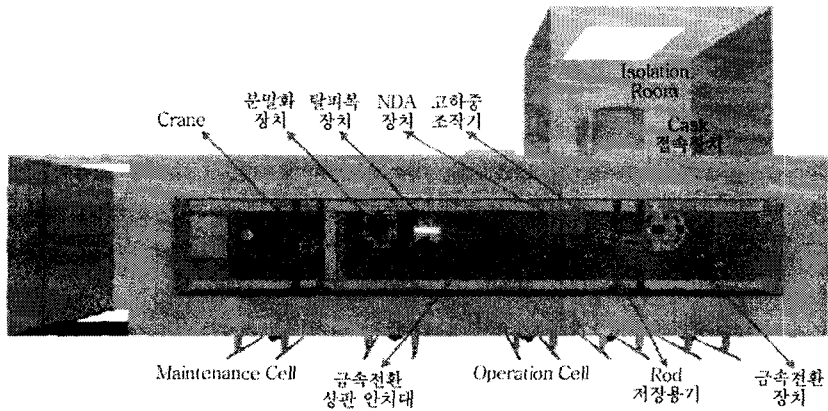 Isolation
Room
Cask
접속장치
Crane
분말화
장치
탈피복
장치
NDA
장치
고하중
조작기
Maintenance Cell
금속전환
상판 안치대
Operation Cell
Rod
저장용기
금속전환
장치